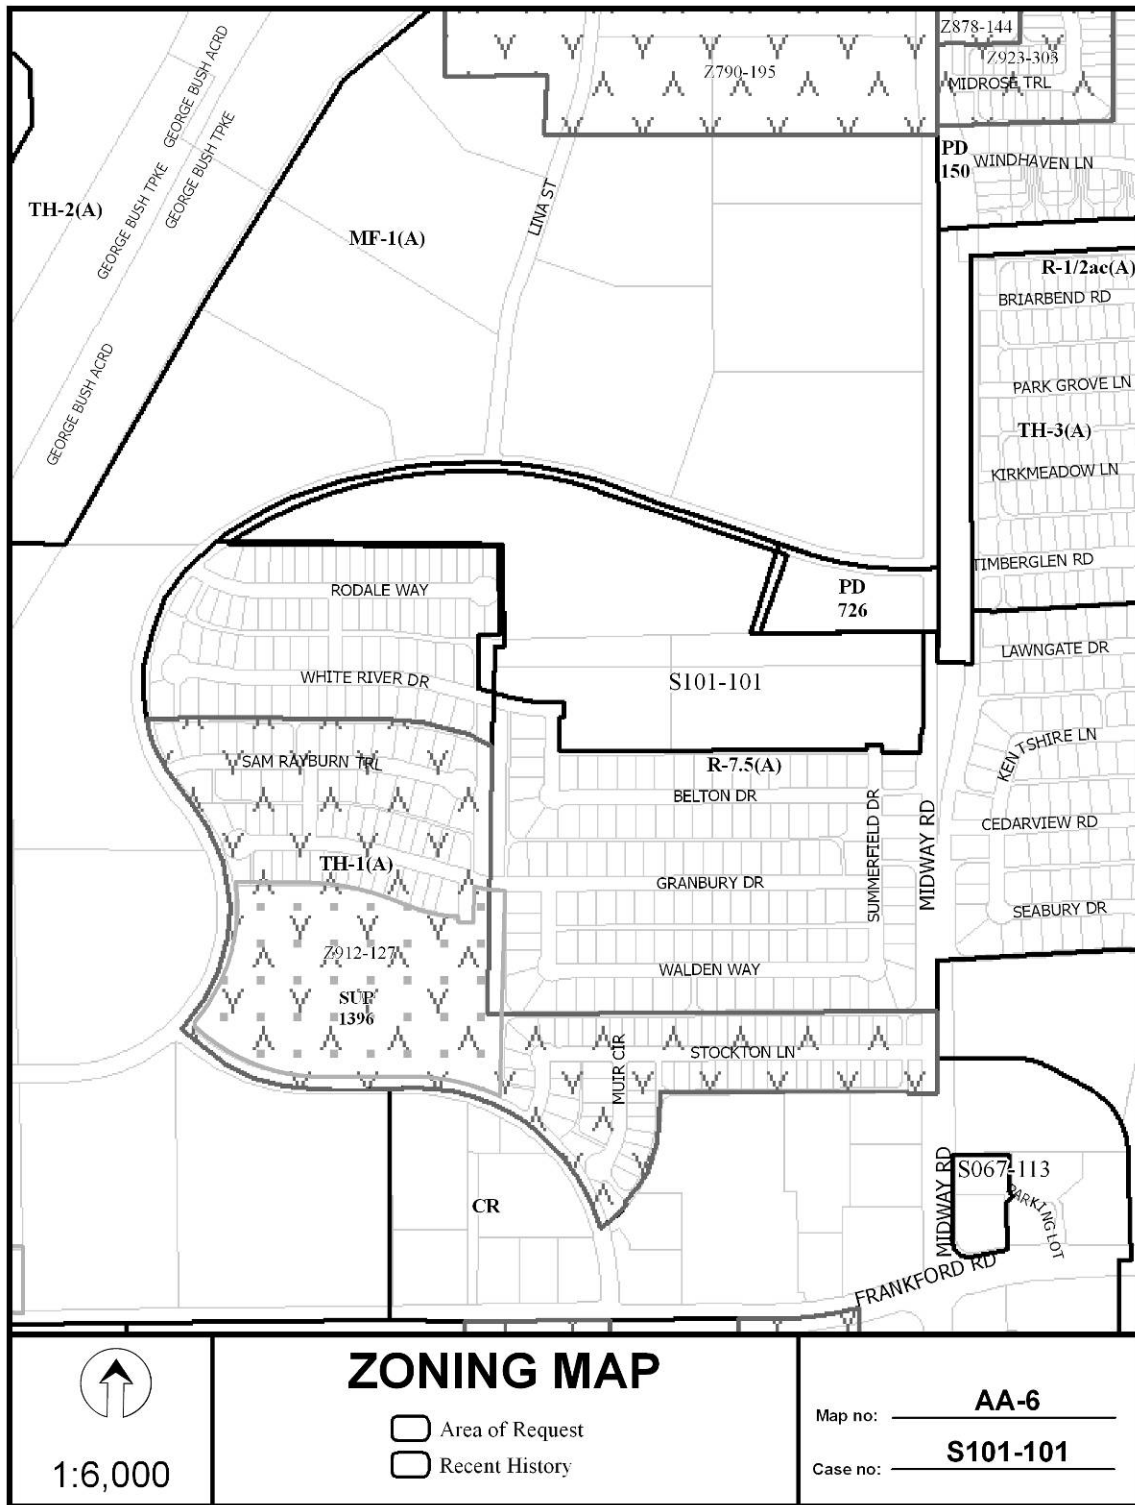 Z878-144
Z923-303
Z790-195
MIDROSE TRL
GEORGE BUSH ACRD
GEORGE BUSH TPKE
GEORGE BUSH TPKE
PD
150
WINDHAVEN LN
TH-2(A)
LINA ST
MF-1(A)
R-1/2ac(A)
BRIARBEND RD
GEORGE BUSH ACRD
PARK GROVE LN
TH-3(A)
KIRKMEADOW LN
TIMBERGLEN RD
RODALE WAY
PD
726
LAWNGATE DR
WHITE RIVER DR
S101-101
KENTSHIRE LN
SAM RAYBURN TRL
R-7.5(A)
BELTON DR
SUMMERFIELD DR
MIDWAY RD
CEDARVIEW RD
TH-1(A)
GRANBURY DR
SEABURY DR
Z912-127
WALDEN WAY
SUP
1396
STOCKTON LN
MUIR CIR
MIDWAY RD
S067-113
PARKING LOT
CR
FRANKFORD RD
1:6,000
ZONING MAP
Area of Request
Recent History
Map no: AA-6
Case no: S101-101